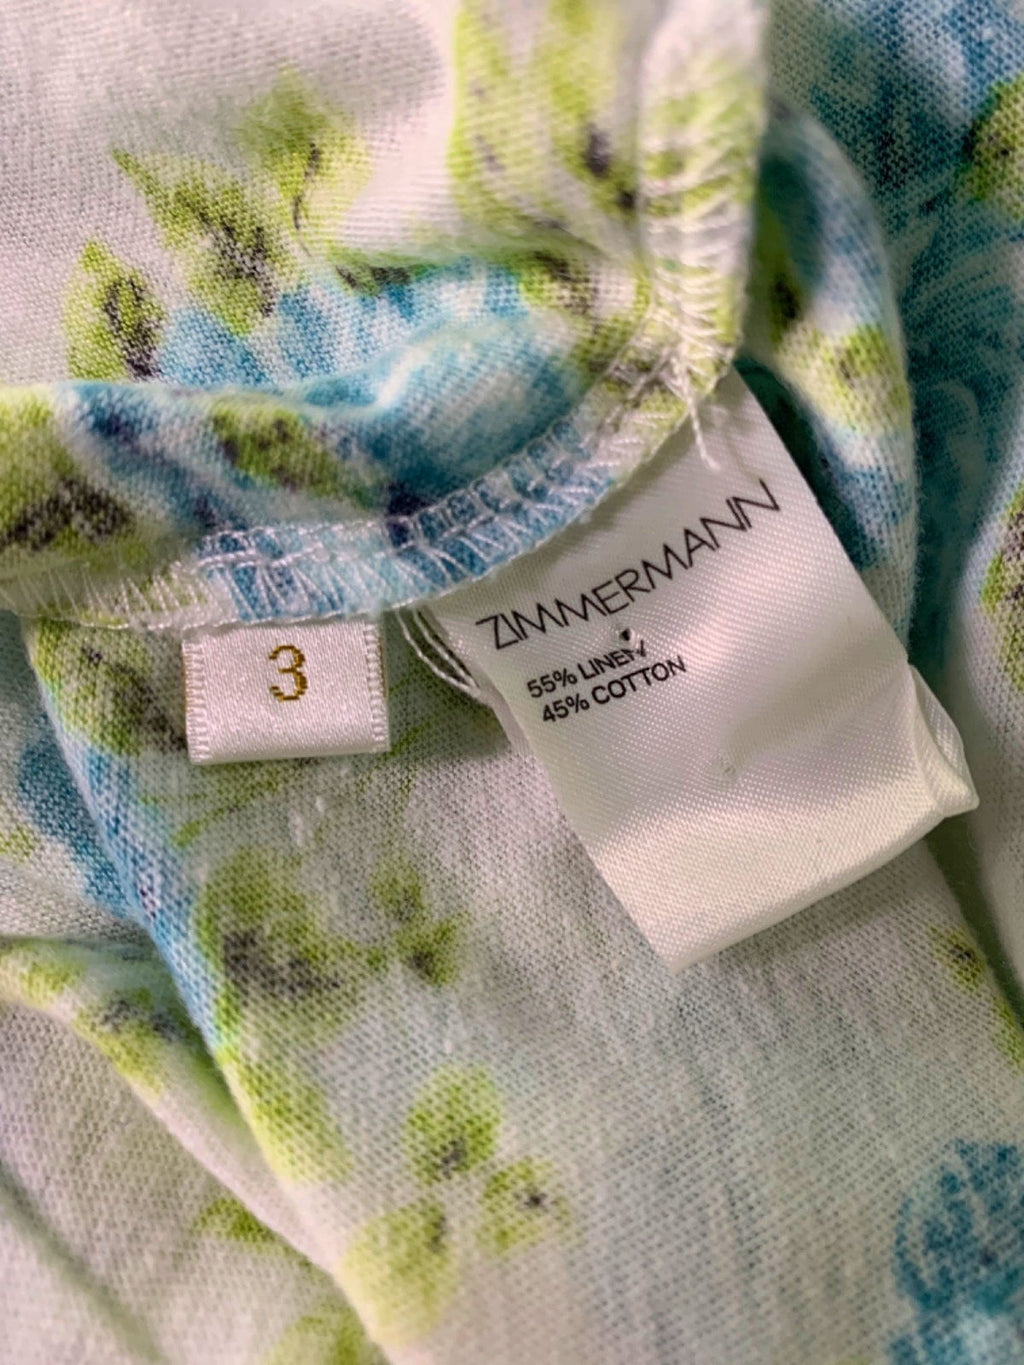 3
ZIMMERMANN
55% LINEN
45% COTTON